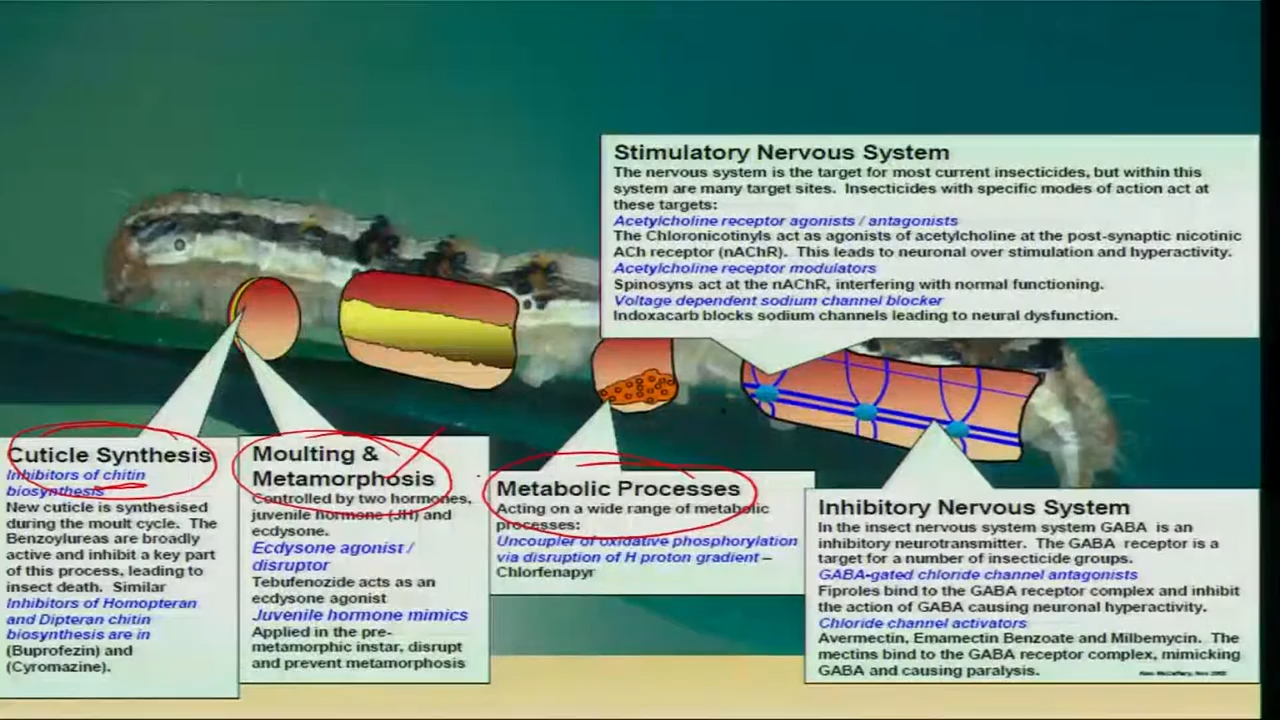 Stimulatory Nervous System
The nervous system is the target for most current insecticides, but within this
system are many target sites. Insecticides with specific modes of action act at
these targets:
Acetylcholine receptor agonists / antagonists
The Chloronicotinyls act as agonists of acetylcholine at the post-synaptic nicotinic
ACh receptor (nAChR). This leads to neuronal over stimulation and hyperactivity.
Acetylcholine receptor modulators
Spinosyns act at the nAChR, interfering with normal functioning.
Voltage dependent sodium channel blocker
Indoxacarb blocks sodium channels leading to neural dysfunction.
Cuticle Synthesis
Inhibitors of chitin
biosynthesis
New cuticle is synthesised
during the moult cycle. The
Benzoylureas are broadly
active and inhibit a key part
of this process, leading to
insect death. Similar
Inhibitors of Homopteran
and Dipteran chitin
biosynthesis are in
(Buprofezin) and
(Cyromazine).
Moulting &
Metamorphosis
Controlled by two hormones,
juvenile hormone (JH) and
ecdysone.
Ecdysone agonist /
disruptor
Tebufenozide acts as an
ecdysone agonist
Juvenile hormone mimics
Applied in the pre-
metamorphic instar, disrupt
and prevent metamorphosis
Metabolic Processes
Acting on a wide range of metabolic
processes:
Uncoupler of oxidative phosphorylation
via disruption of H proton gradient –
Chlorfenapyr
Inhibitory Nervous System
In the insect nervous system system GABA is an
inhibitory neurotransmitter. The GABA receptor is a
target for a number of insecticide groups.
GABA-gated chloride channel antagonists
Fiproles bind to the GABA receptor complex and inhibit
the action of GABA causing neuronal hyperactivity.
Chloride channel activators
Avermectin, Emamectin Benzoate and Milbemycin. The
mectins bind to the GABA receptor complex, mimicking
GABA and causing paralysis.